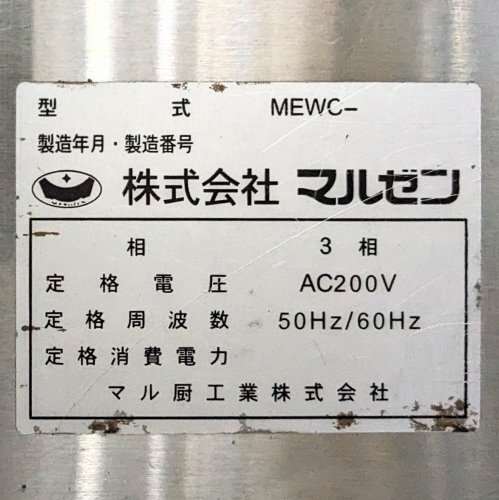 型式 MEWC-
製造年月・製造番号
株式会社 マルゼン
相 3相
定格電圧 AC200V
定格周波数 50Hz/60Hz
定格消費電力
マル厨工業株式会社